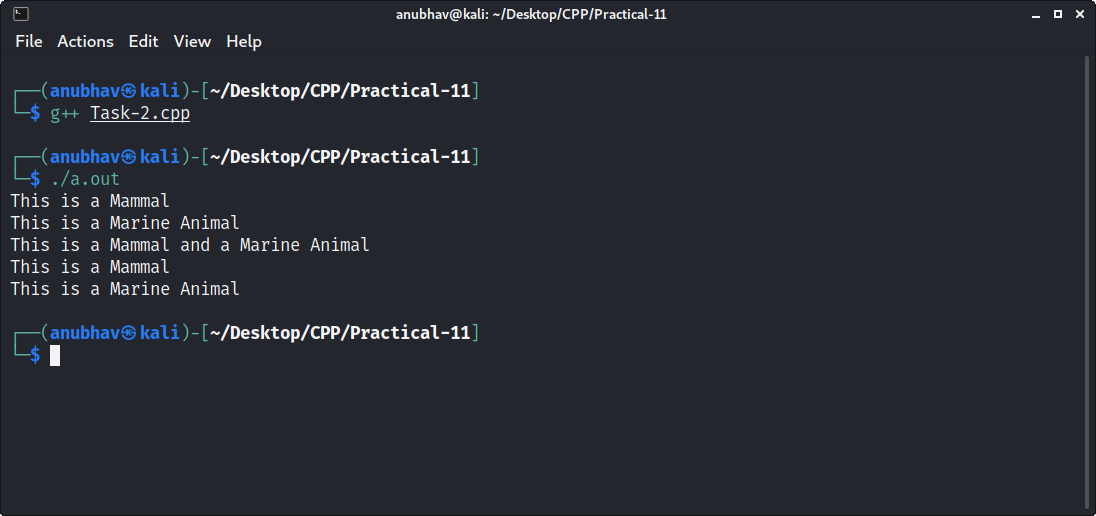 anubhav@kali: ~/Desktop/CPP/Practical-11
File Actions Edit View Help
┌──(anubhav㉿kali)-[~/Desktop/CPP/Practical-11]
└─$ g++ Task-2.cpp
┌──(anubhav㉿kali)-[~/Desktop/CPP/Practical-11]
└─$ ./a.out
This is a Mammal
This is a Marine Animal
This is a Mammal and a Marine Animal
This is a Mammal
This is a Marine Animal
┌──(anubhav㉿kali)-[~/Desktop/CPP/Practical-11]
└─$